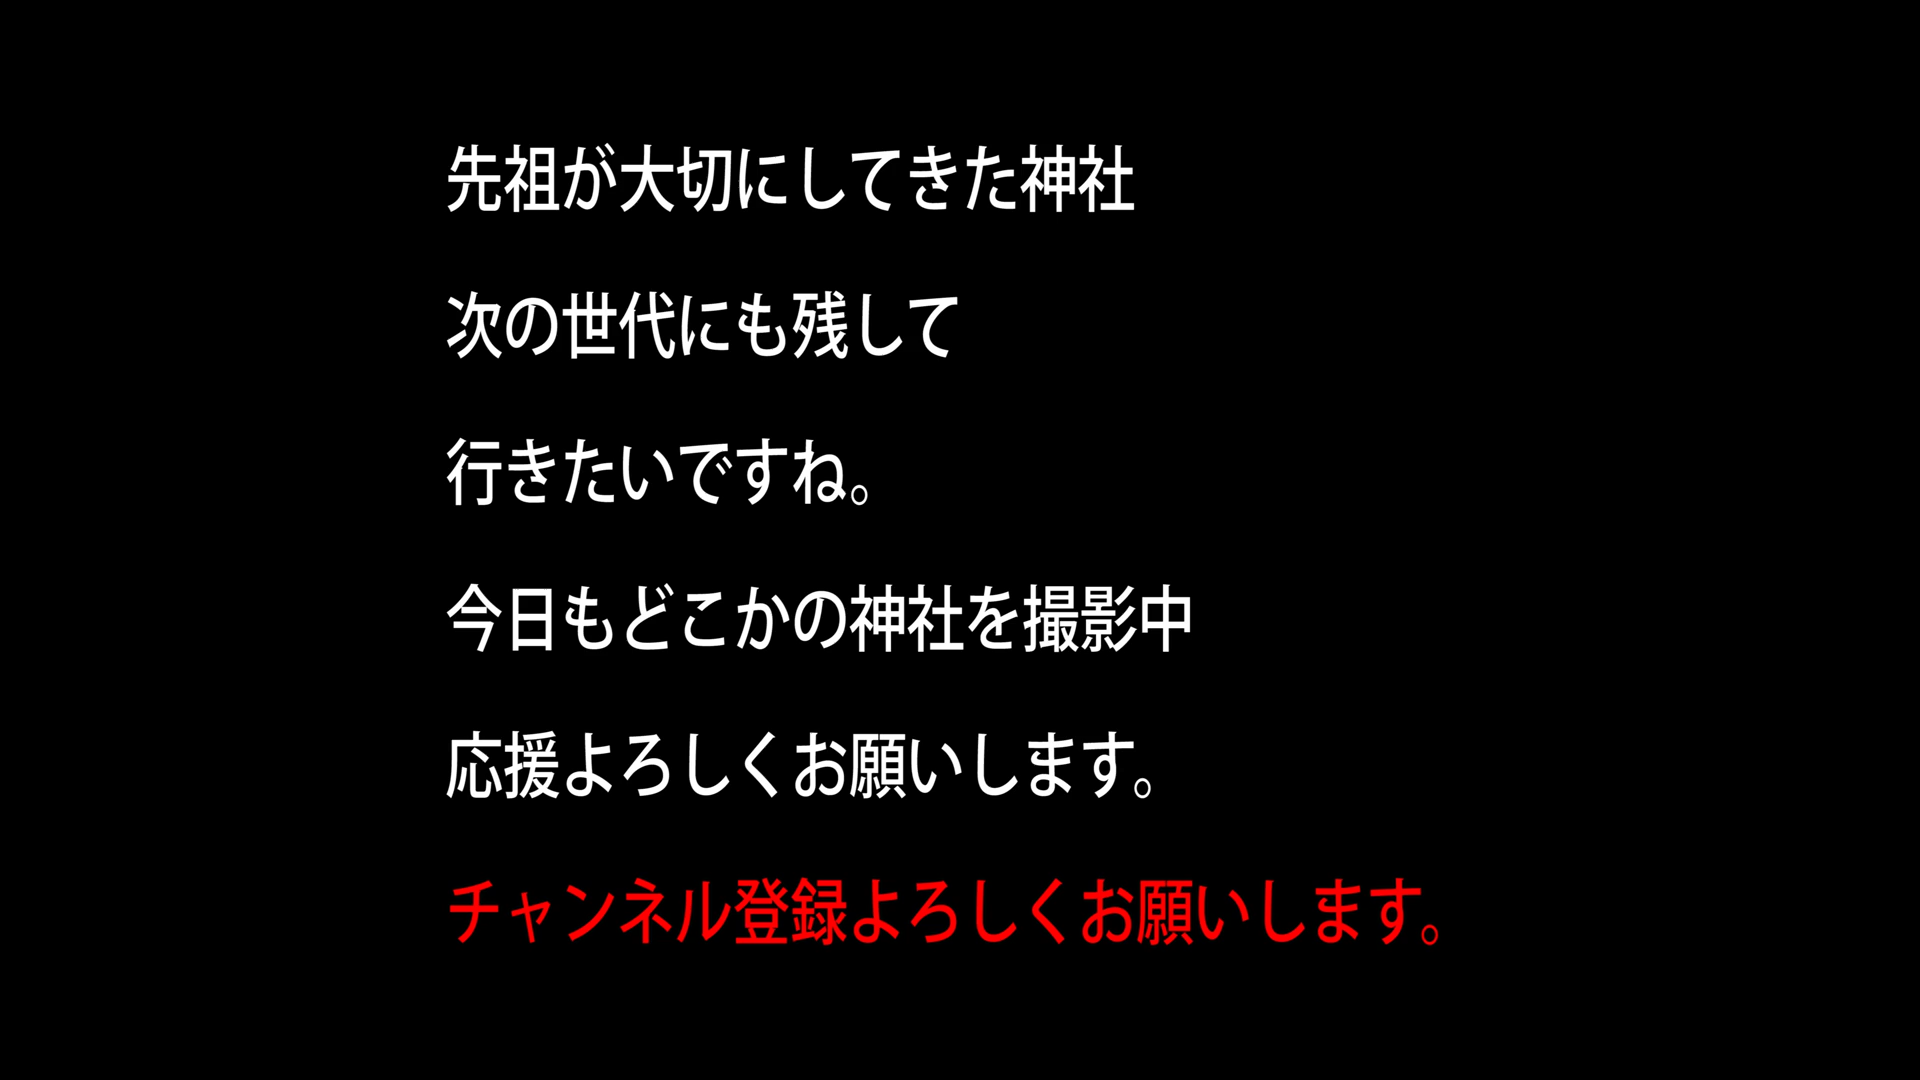 先祖が大切にしてきた神社
次の世代にも残して
行きたいですね。
今日もどこかの神社を撮影中
応援よろしくお願いします。
チャンネル登録よろしくお願いします。